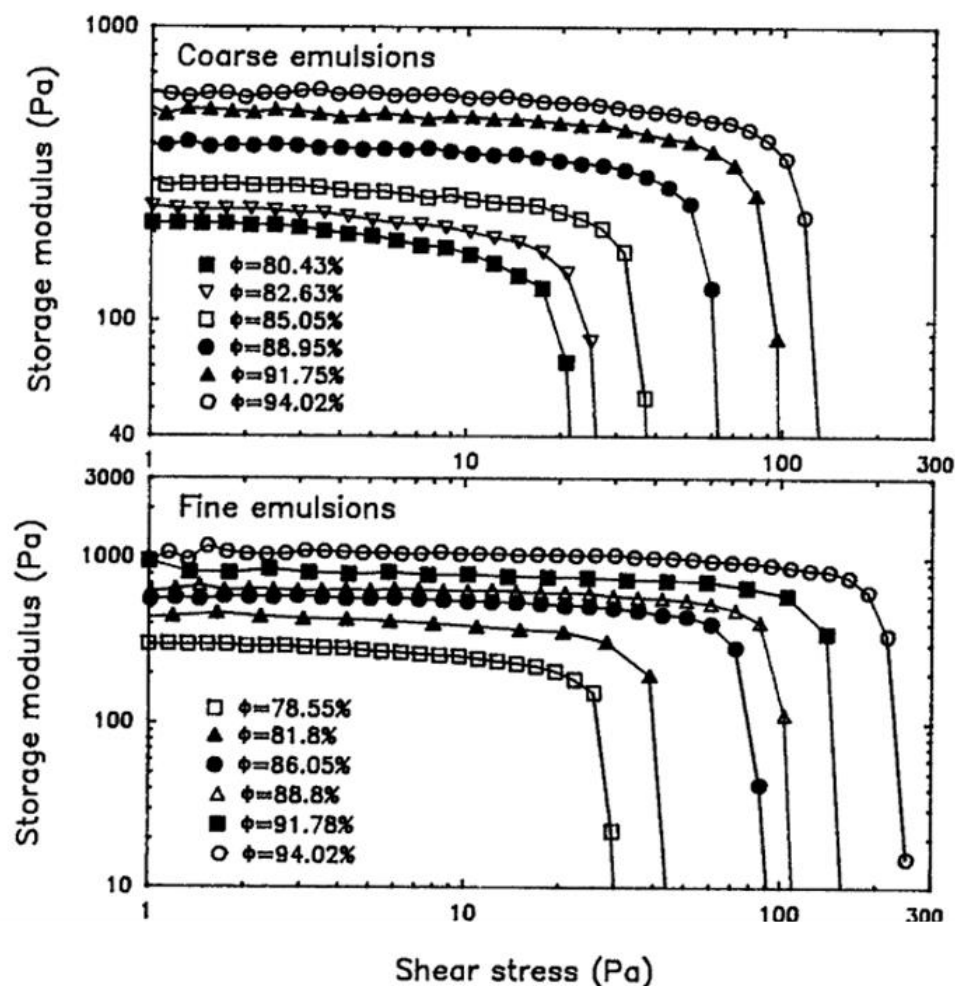 1000
Coarse emulsions
Storage modulus (Pa)
100
40
ϕ=80.43%
ϕ=82.63%
ϕ=85.05%
ϕ=88.95%
ϕ=91.75%
ϕ=94.02%
1 10 100 300
3000
Fine emulsions
1000
Storage modulus (Pa)
100
10
ϕ=78.55%
ϕ=81.8%
ϕ=86.05%
ϕ=88.8%
ϕ=91.78%
ϕ=94.02%
1 10 100 300
Shear stress (Pa)